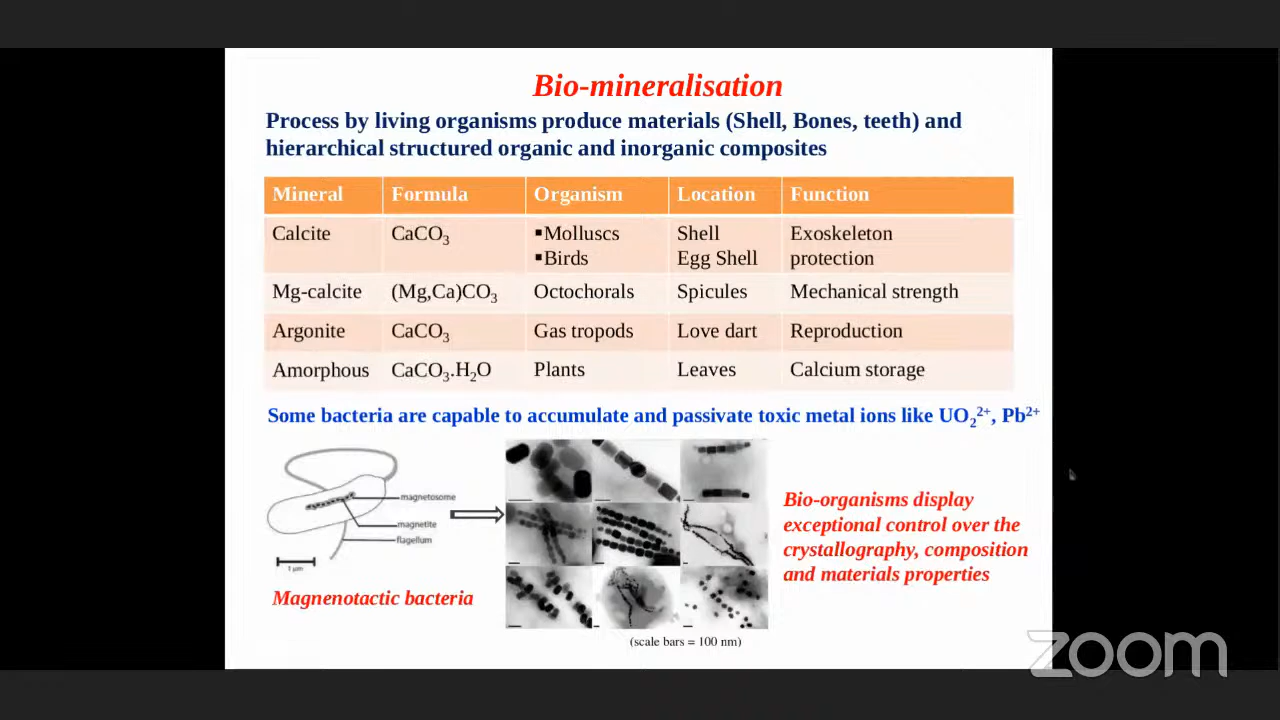 Bio-mineralisation
Process by living organisms produce materials (Shell, Bones, teeth) and
hierarchical structured organic and inorganic composites
Mineral Formula Organism Location Function
Calcite CaCO3 ▪Molluscs Shell Exoskeleton
▪Birds Egg Shell protection
Mg-calcite (Mg,Ca)CO3 Octochorals Spicules Mechanical strength
Argonite CaCO3 Gas tropods Love dart Reproduction
Amorphous CaCO3.H2O Plants Leaves Calcium storage
Some bacteria are capable to accumulate and passivate toxic metal ions like UO2²⁺, Pb²⁺
magnetosome
magnetite
flagellum
1 µm
Magnenotactic bacteria
(scale bars = 100 nm)
Bio-organisms display
exceptional control over the
crystallography, composition
and materials properties
zoom